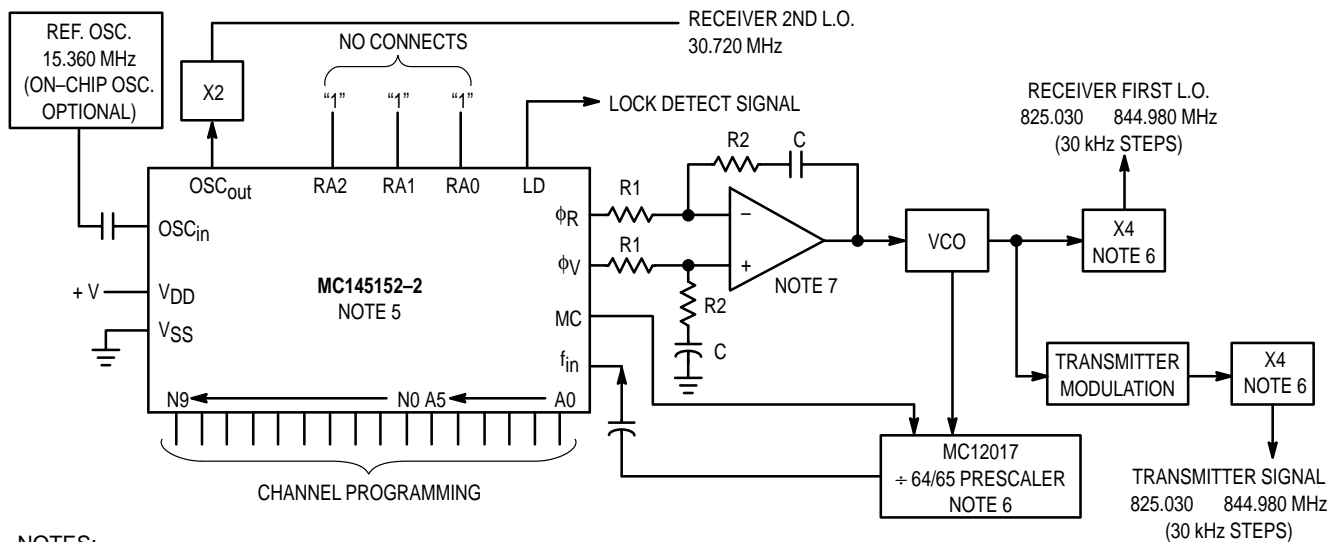 REF. OSC.
15.360 MHz
(ON–CHIP OSC.
OPTIONAL)
X2
NO CONNECTS
RECEIVER 2ND L.O.
30.720 MHz
“1”
“1”
“1”
LOCK DETECT SIGNAL
RECEIVER FIRST L.O.
825.030 844.980 MHz
(30 kHz STEPS)
OSCout
RA2
RA1
RA0
LD
R2
C
OSCin
ϕR
R1
−
X4
NOTE 6
VCO
ϕV
R1
+
NOTE 7
MC145152–2
NOTE 5
+ V
VDD
R2
MC
VSS
C
fin
TRANSMITTER
MODULATION
X4
NOTE 6
N9
N0 A5
A0
MC12017
÷ 64/65 PRESCALER
NOTE 6
CHANNEL PROGRAMMING
TRANSMITTER SIGNAL
825.030 844.980 MHz
(30 kHz STEPS)
NOTES: